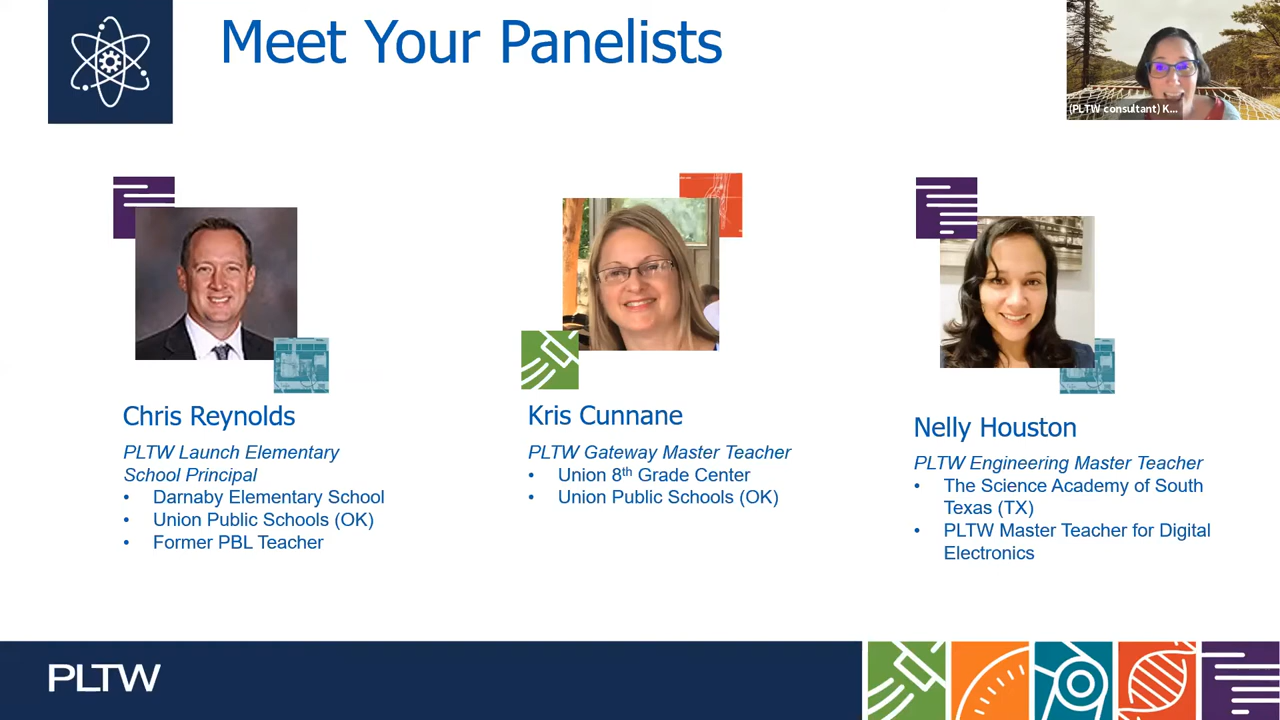 Meet Your Panelists
(PLTW consultant) K...
Chris Reynolds
PLTW Launch Elementary
School Principal
• Darnaby Elementary School
• Union Public Schools (OK)
• Former PBL Teacher
Kris Cunnane
PLTW Gateway Master Teacher
• Union 8th Grade Center
• Union Public Schools (OK)
Nelly Houston
PLTW Engineering Master Teacher
• The Science Academy of South
Texas (TX)
• PLTW Master Teacher for Digital
Electronics
PLTW